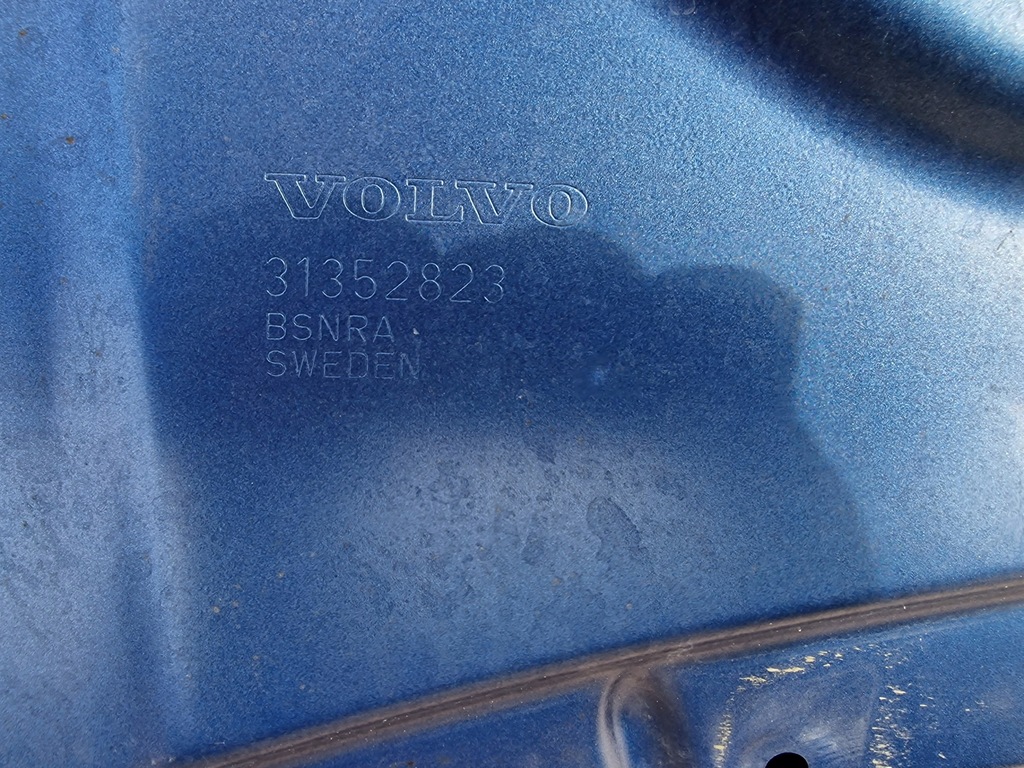 VOLVO
31352823
BSNRA
SWEDEN